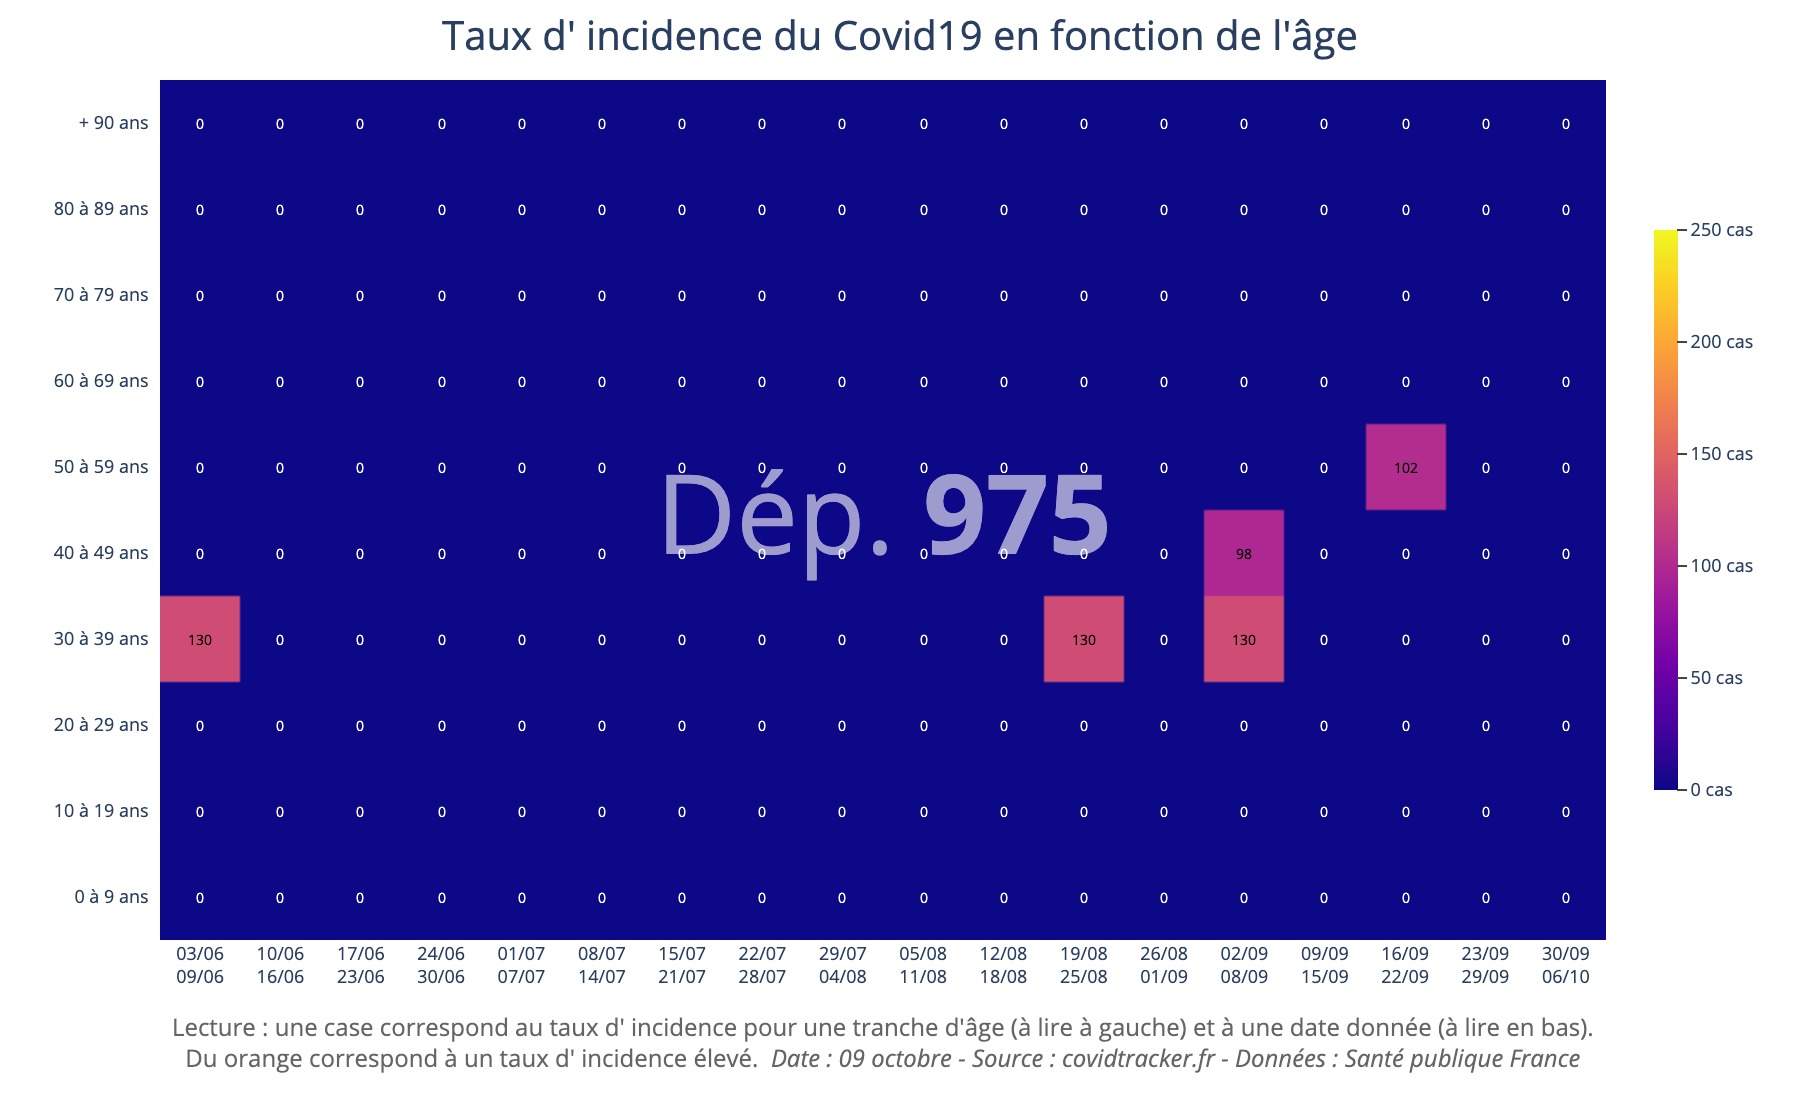 Taux d' incidence du Covid19 en fonction de l'âge
+ 90 ans 0 0 0 0 0 0 0 0 0 0 0 0 0 0 0 0 0 0
80 à 89 ans 0 0 0 0 0 0 0 0 0 0 0 0 0 0 0 0 0 0
250 cas
70 à 79 ans 0 0 0 0 0 0 0 0 0 0 0 0 0 0 0 0 0 0
200 cas
60 à 69 ans 0 0 0 0 0 0 0 0 0 0 0 0 0 0 0 0 0 0
150 cas
50 à 59 ans 0 0 0 0 0 0 0 0 0 0 0 0 0 0 0 102 0 0
Dép. 975
40 à 49 ans 0 0 0 0 0 0 0 0 0 0 0 0 0 98 0 0 0 0
100 cas
30 à 39 ans 130 0 0 0 0 0 0 0 0 0 0 130 0 130 0 0 0 0
50 cas
20 à 29 ans 0 0 0 0 0 0 0 0 0 0 0 0 0 0 0 0 0 0
0 cas
10 à 19 ans 0 0 0 0 0 0 0 0 0 0 0 0 0 0 0 0 0 0
0 à 9 ans 0 0 0 0 0 0 0 0 0 0 0 0 0 0 0 0 0 0
03/06 10/06 17/06 24/06 01/07 08/07 15/07 22/07 29/07 05/08 12/08 19/08 26/08 02/09 09/09 16/09 23/09 30/09
09/06 16/06 23/06 30/06 07/07 14/07 21/07 28/07 04/08 11/08 18/08 25/08 01/09 08/09 15/09 22/09 29/09 06/10
Lecture : une case correspond au taux d' incidence pour une tranche d'âge (à lire à gauche) et à une date donnée (à lire en bas).
Du orange correspond à un taux d' incidence élevé. Date : 09 octobre - Source : covidtracker.fr - Données : Santé publique France